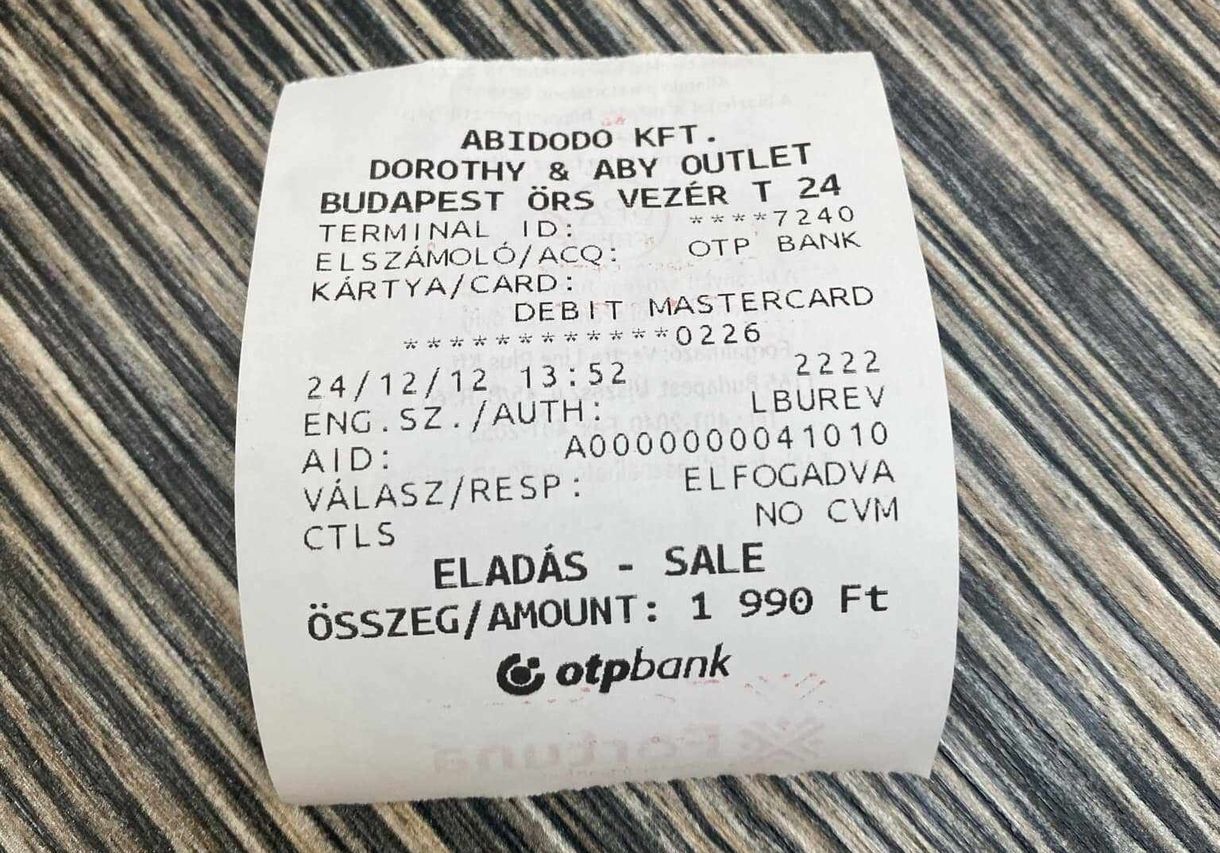 ABIDODO KFT.
DOROTHY & ABY OUTLET
BUDAPEST ÖRS VEZÉR T 24
TERMINAL ID: ****7240
ELSZÁMOLÓ/ACQ: OTP BANK
KÁRTYA/CARD:
DEBIT MASTERCARD
************0226
24/12/12 13:52 2222
ENG.SZ./AUTH: LBUREV
AID: A0000000041010
VÁLASZ/RESP: ELFOGADVA
CTLS NO CVM
ELADÁS - SALE
ÖSSZEG/AMOUNT: 1 990 Ft
otpbank
Fortuna